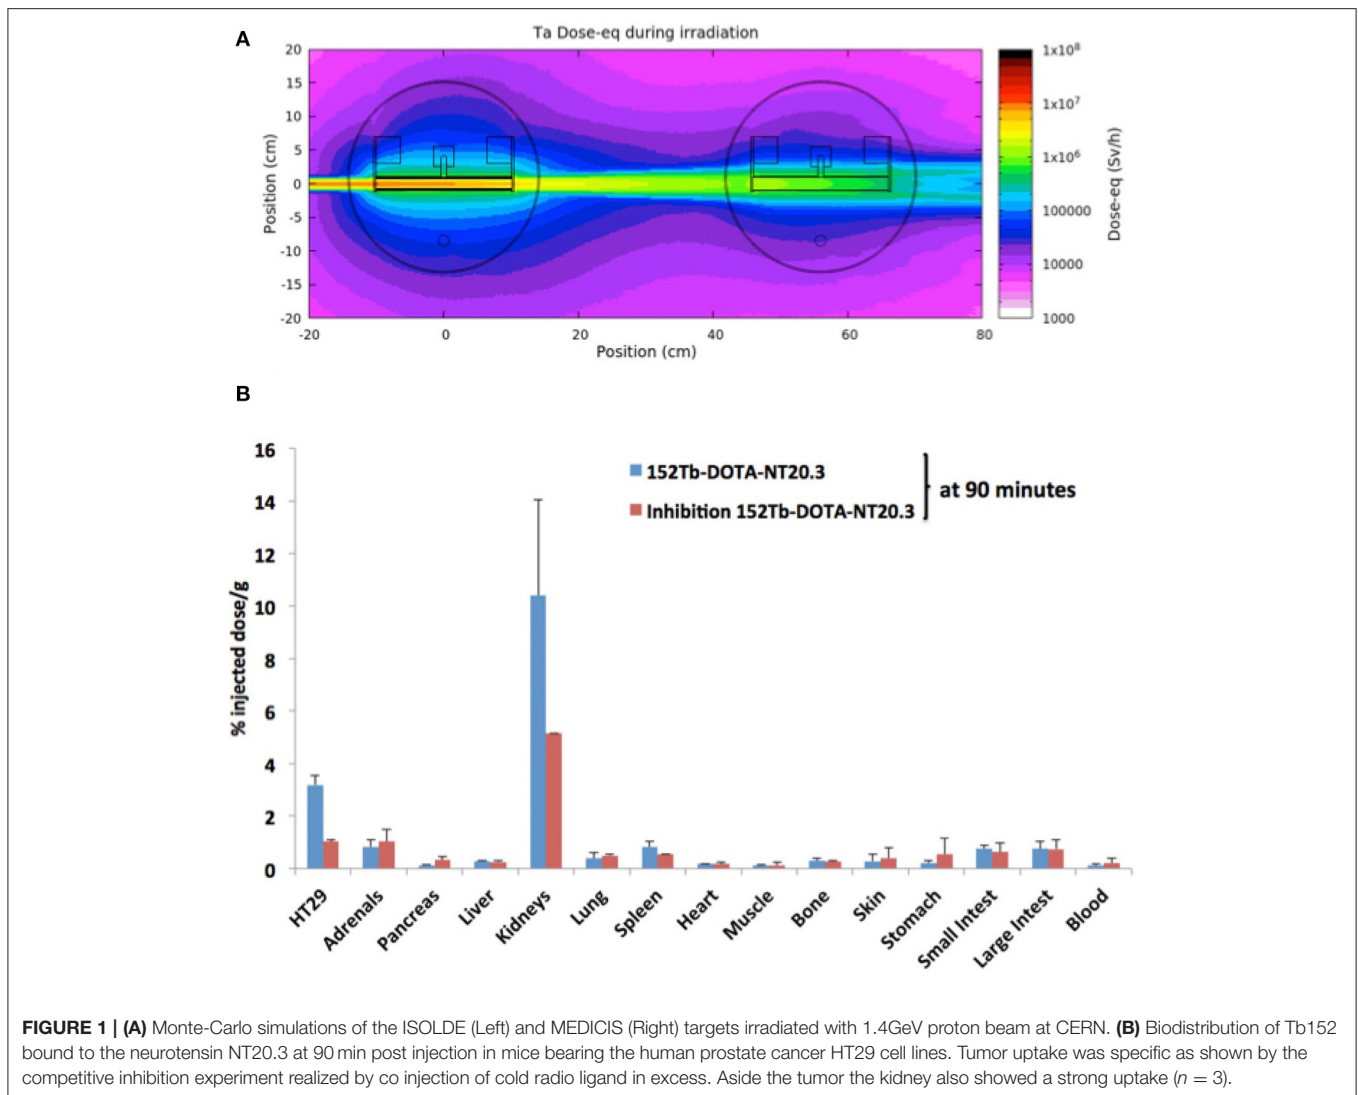 A
Ta Dose-eq during irradiation
20
15
10
5
0
-5
-10
-15
-20
Position (cm)
-20
0
20
40
60
80
Position (cm)
1x10⁸
1x10⁷
1x10⁶
100000
10000
1000
Dose-eq (Sv/h)
B
16
14
12
10
8
6
4
2
0
% injected dose/g
152Tb-DOTA-NT20.3
Inhibition 152Tb-DOTA-NT20.3
at 90 minutes
HT29
Adrenals
Pancreas
Liver
Kidneys
Lung
Spleen
Heart
Muscle
Bone
Skin
Stomach
Small Intest
Large Intest
Blood
FIGURE 1 | (A) Monte-Carlo simulations of the ISOLDE (Left) and MEDICIS (Right) targets irradiated with 1.4GeV proton beam at CERN. (B) Biodistribution of Tb152
bound to the neurotensin NT20.3 at 90 min post injection in mice bearing the human prostate cancer HT29 cell lines. Tumor uptake was specific as shown by the
competitive inhibition experiment realized by co injection of cold radio ligand in excess. Aside the tumor the kidney also showed a strong uptake (n = 3).